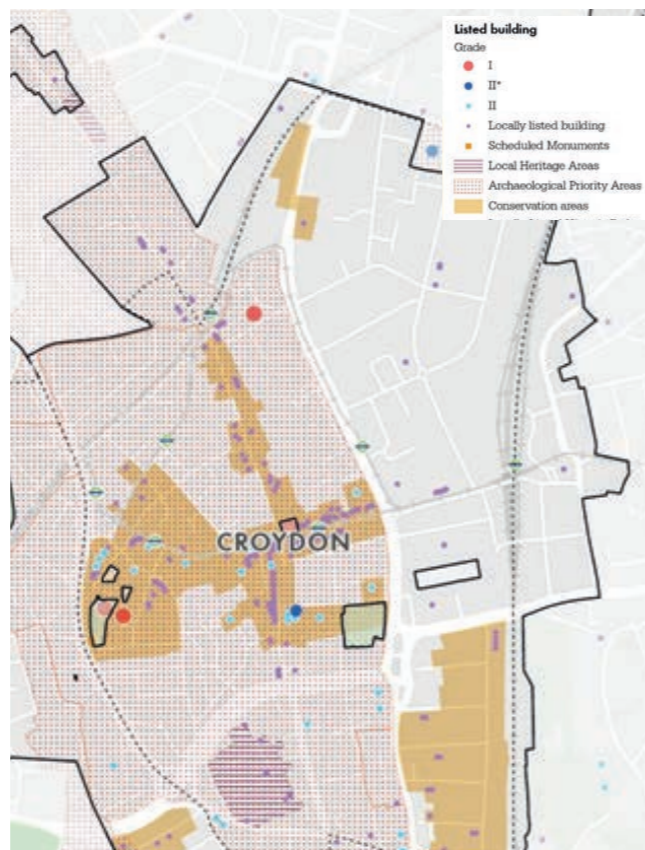 Listed building
Grade
I
II*
II
Locally listed building
Scheduled Monuments
Local Heritage Areas
Archaeological Priority Areas
Conservation areas
CROYDON